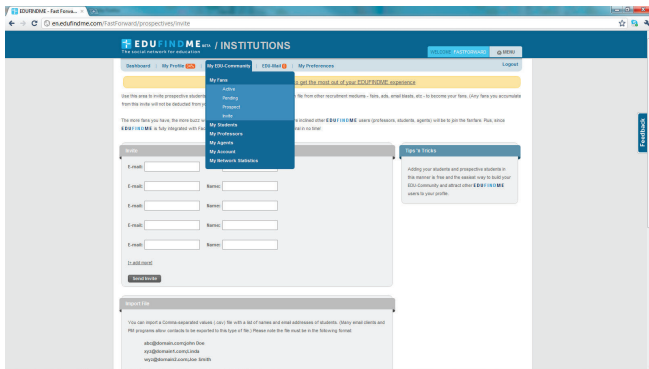 EDUFINDME - Fast Forwa...
en.edufindme.com/FastForward/prospectives/invite
EDUFINDME BETA / INSTITUTIONS
The social network for education
WELCOME FASTFORWARD
MENU
Dashboard | My Profile | My EDU-Community | EDU-Mail | My Preferences
Logout
My Fans
Active
Pending
Prospect
Invite
My Students
My Professors
My Agents
My Account
My Network Statistics
get the most out of your EDUFINDME experience
Use this area to invite prospective students
file from other recruitment mediums - fairs, ads, email blasts, etc - to become your fans. (Any fans you accumulate
from this invite will not be deducted from
The more fans you have, the more buzz
other EDUFINDME users (professors, students, agents) will be to join the fanfare. Plus, since
EDUFINDME is fully integrated with
in no time!
Feedback
Invite
E-mail:
E-mail: Name:
E-mail: Name:
E-mail: Name:
E-mail: Name:
[+ add more]
Send Invite
Tips 'n Tricks
Adding your students and prospective students in
this manner is free and the easiest way to build your
EDU-Community and attract other EDUFINDME
users to your profile.
Import file
You can import a Comma-separated values (.csv) file with a list of names and email addresses of students. (Many email clients and
PIM programs allow contacts to be exported to this type of file.) Please note the file must be in the following format:
abc@domain.com;John Doe
xyz@domain1.com;Linda
wyz@domain2.com;Joe Smith